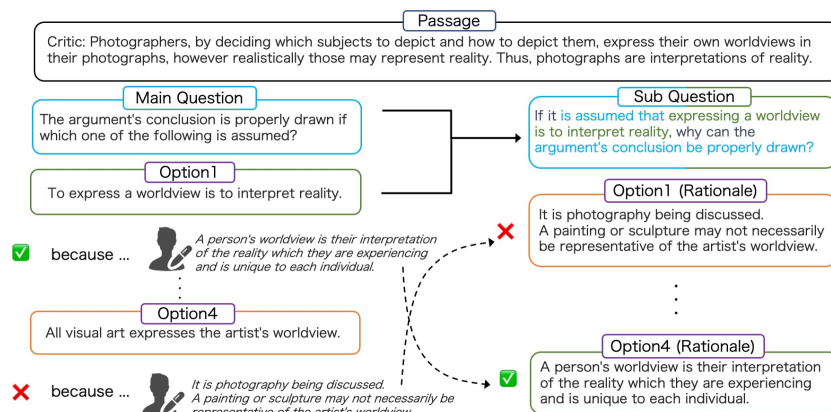 Passage
Critic: Photographers, by deciding which subjects to depict and how to depict them, express their own worldviews in
their photographs, however realistically those may represent reality. Thus, photographs are interpretations of reality.
Main Question
The argument's conclusion is properly drawn if
which one of the following is assumed?
Option1
To express a worldview is to interpret reality.
because ...
A person's worldview is their interpretation
of the reality which they are experiencing
and is unique to each individual.
Option4
All visual art expresses the artist's worldview.
because ...
It is photography being discussed.
A painting or sculpture may not necessarily be
representative of the artist's worldview.
Sub Question
If it is assumed that expressing a worldview
is to interpret reality, why can the
argument's conclusion be properly drawn?
Option1 (Rationale)
It is photography being discussed.
A painting or sculpture may not necessarily
be representative of the artist's worldview.
Option4 (Rationale)
A person's worldview is their interpretation
of the reality which they are experiencing
and is unique to each individual.